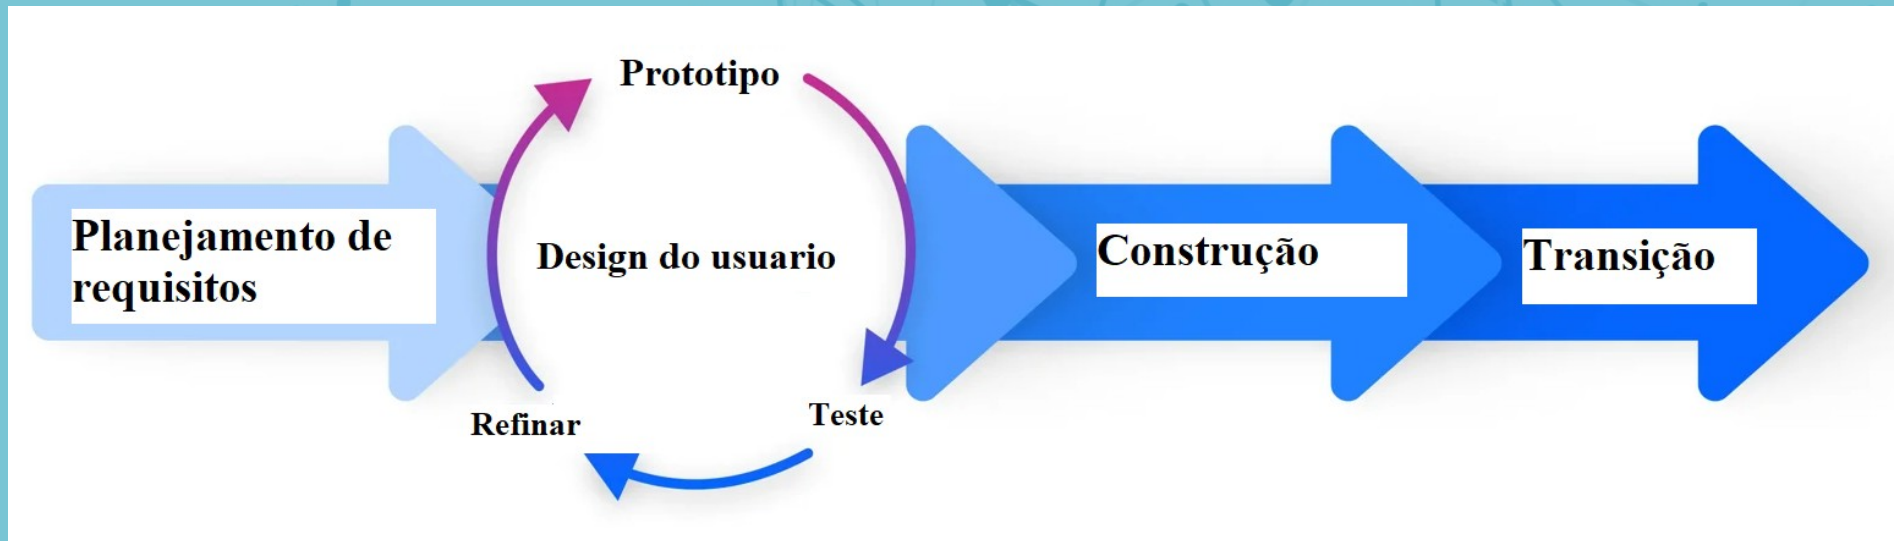 Prototipo
Planejamento de
requisitos
Design do usuario
Construção
Transição
Teste
Refinar